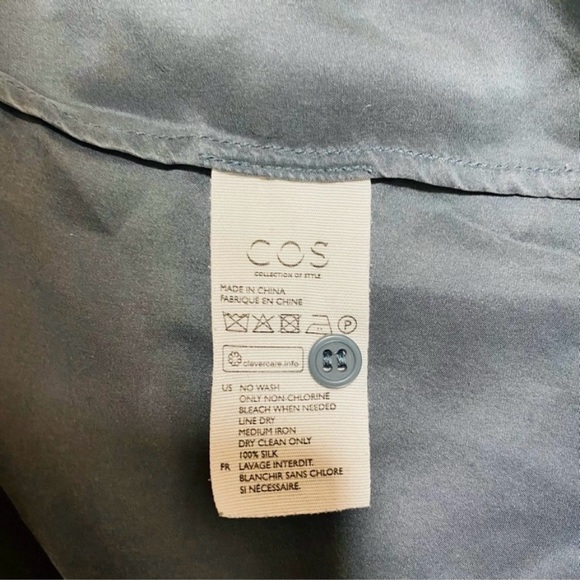 COS
COLLECTION OF STYLE
MADE IN CHINA
FABRIQUÉ EN CHINE
P
clevercare.info
US NO WASH
ONLY NON-CHLORINE
BLEACH WHEN NEEDED
LINE DRY
MEDIUM IRON
DRY CLEAN ONLY
100% SILK
FR LAVAGE INTERDIT.
BLANCHIR SANS CHLORE
SI NÉCESSAIRE.